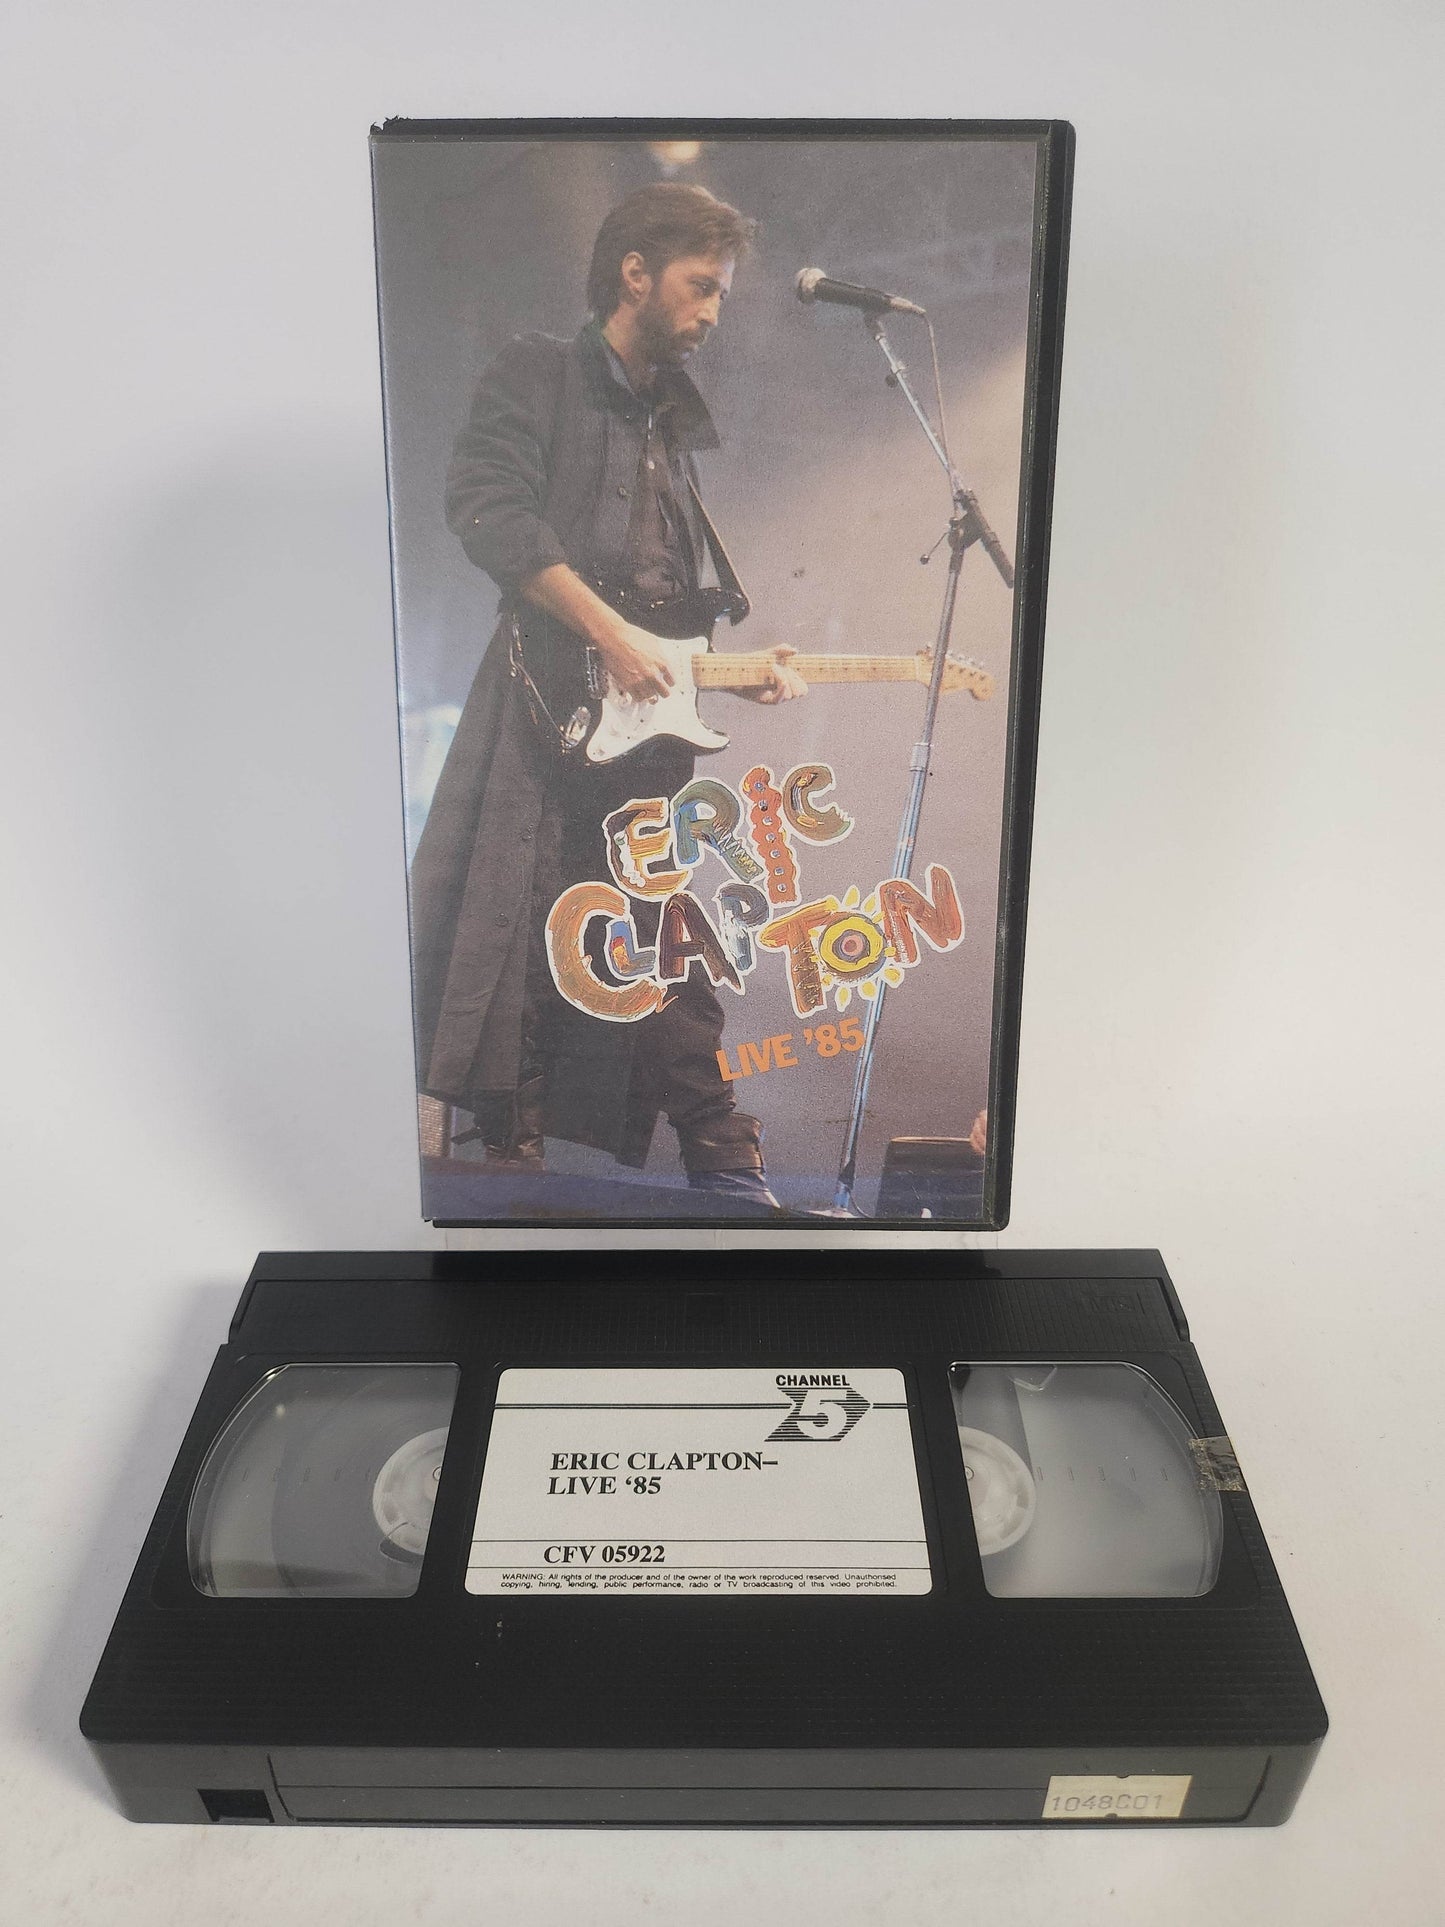 ERIC
CLAPTON
LIVE '85
VHS
CHANNEL
5
ERIC CLAPTON–
LIVE ‘85
CFV 05922
WARNING: All rights of the producer and of the owner of the work reproduced reserved. Unauthorised
copying, hiring, lending, public performance, radio or TV broadcasting of this video prohibited.
1048C01